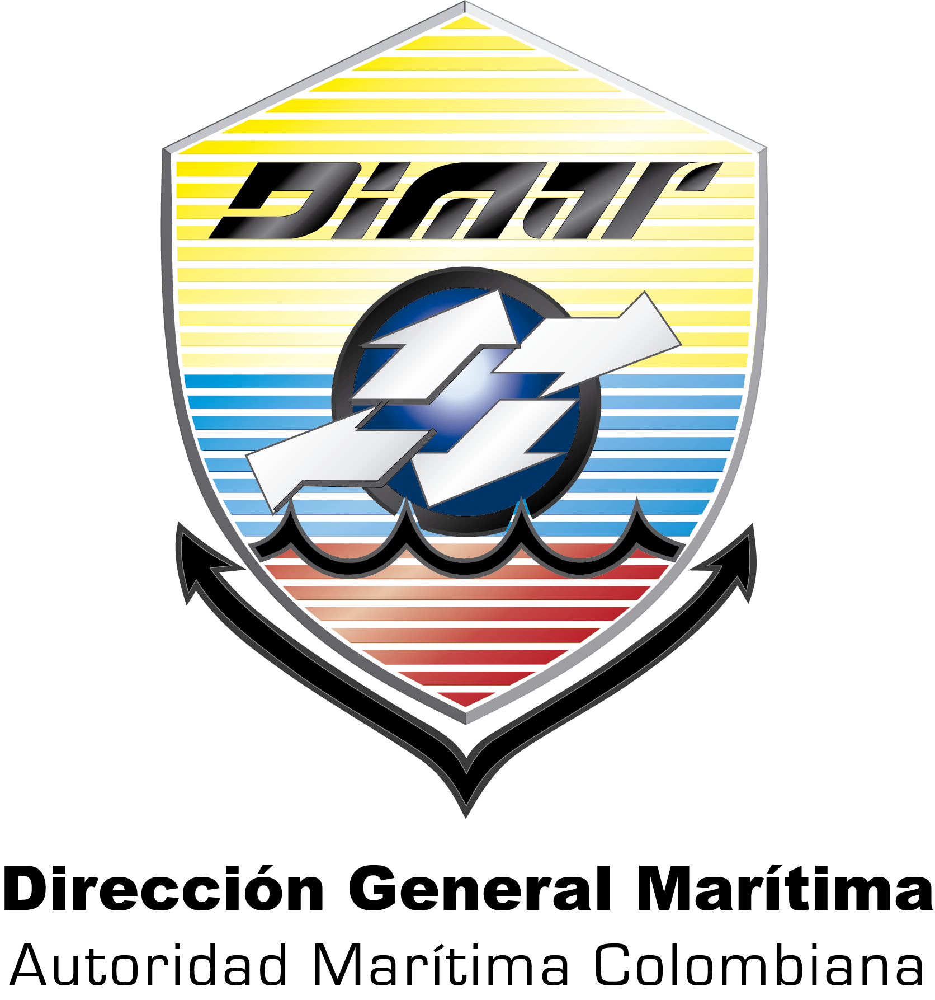 Dimar
Dirección General Marítima
Autoridad Marítima Colombiana